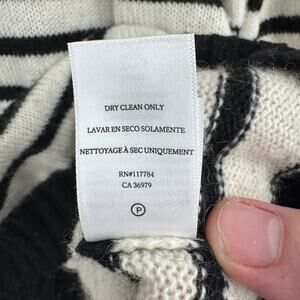 DRY CLEAN ONLY
LAVAR EN SECO SOLAMENTE
NETTOYAGE À SEC UNIQUEMENT
RN#117784
CA 36979
P